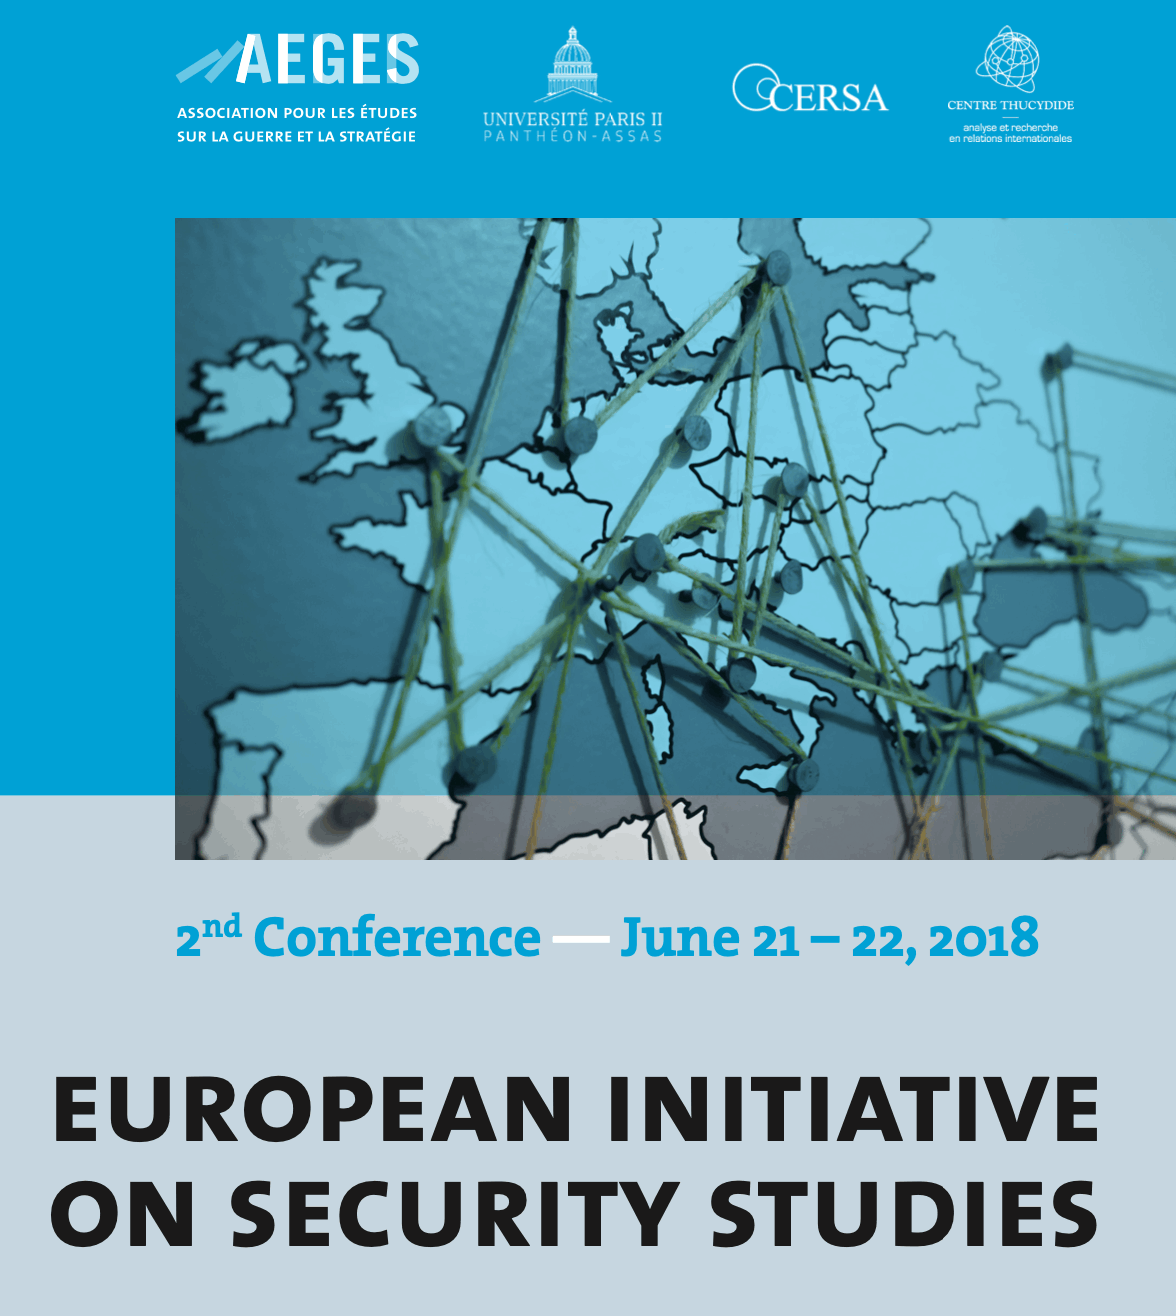 AEGES
ASSOCIATION POUR LES ÉTUDES
SUR LA GUERRE ET LA STRATÉGIE
UNIVERSITÉ PARIS II
PANTHÉON-ASSAS
CERSA
CENTRE THUCYDIDE
analyse et recherche
en relations internationales
2nd Conference — June 21 – 22, 2018
EUROPEAN INITIATIVE
ON SECURITY STUDIES